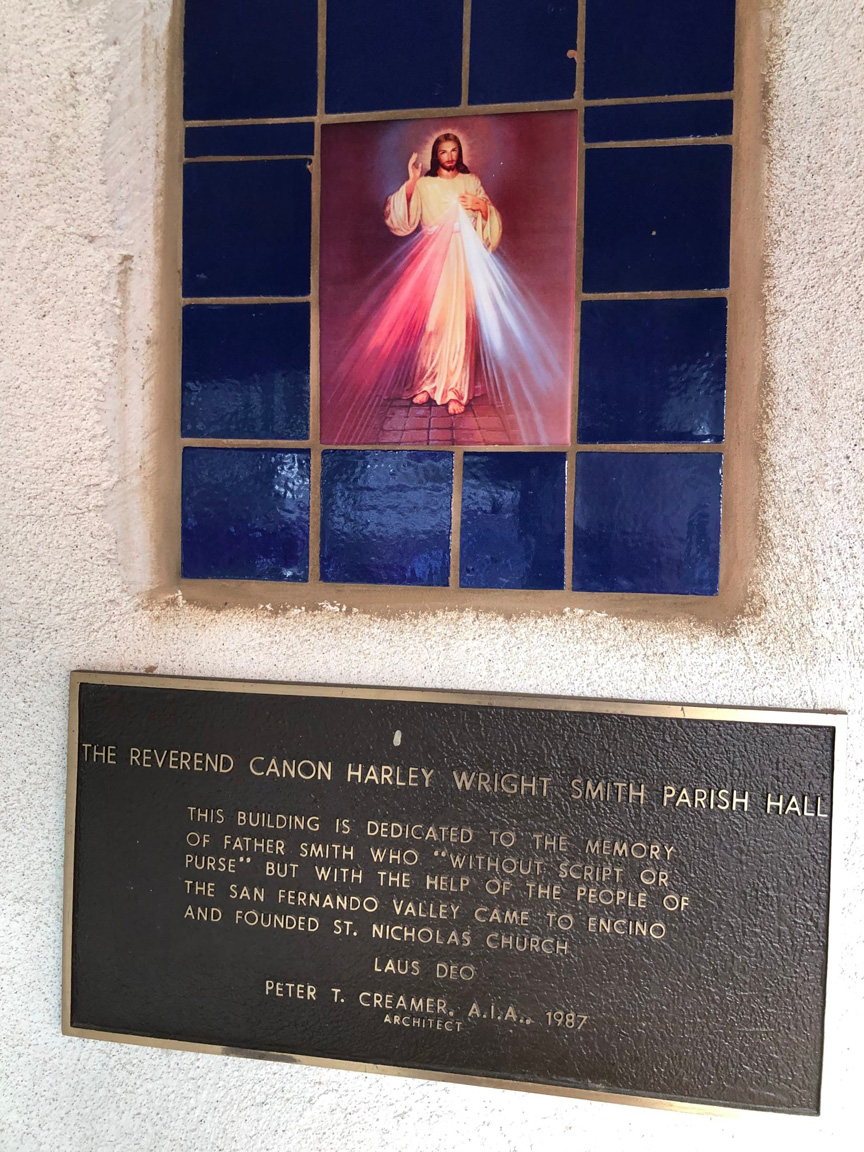 THE REVEREND CANON HARLEY WRIGHT SMITH PARISH HALL
THIS BUILDING IS DEDICATED TO THE MEMORY
OF FATHER SMITH WHO "WITHOUT SCRIPT OR
PURSE" BUT WITH THE HELP OF THE PEOPLE OF
THE SAN FERNANDO VALLEY CAME TO ENCINO
AND FOUNDED ST. NICHOLAS CHURCH
LAUS DEO
PETER T. CREAMER, A.I.A., 1987
ARCHITECT